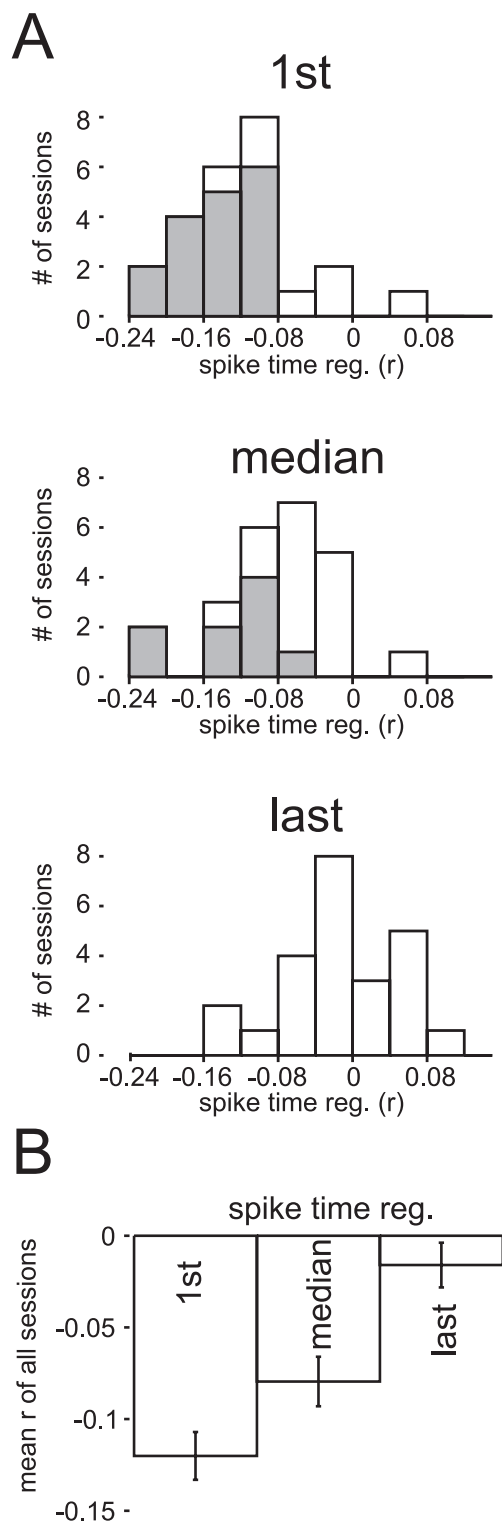 A
1st
8
6
4
2
0
# of sessions
-0.24 -0.16 -0.08 0 0.08
spike time reg. (r)
median
8
6
4
2
0
# of sessions
-0.24 -0.16 -0.08 0 0.08
spike time reg. (r)
last
8
6
4
2
0
# of sessions
-0.24 -0.16 -0.08 0 0.08
spike time reg. (r)
B
spike time reg.
0
-0.05
-0.1
-0.15
mean r of all sessions
1st
median
last